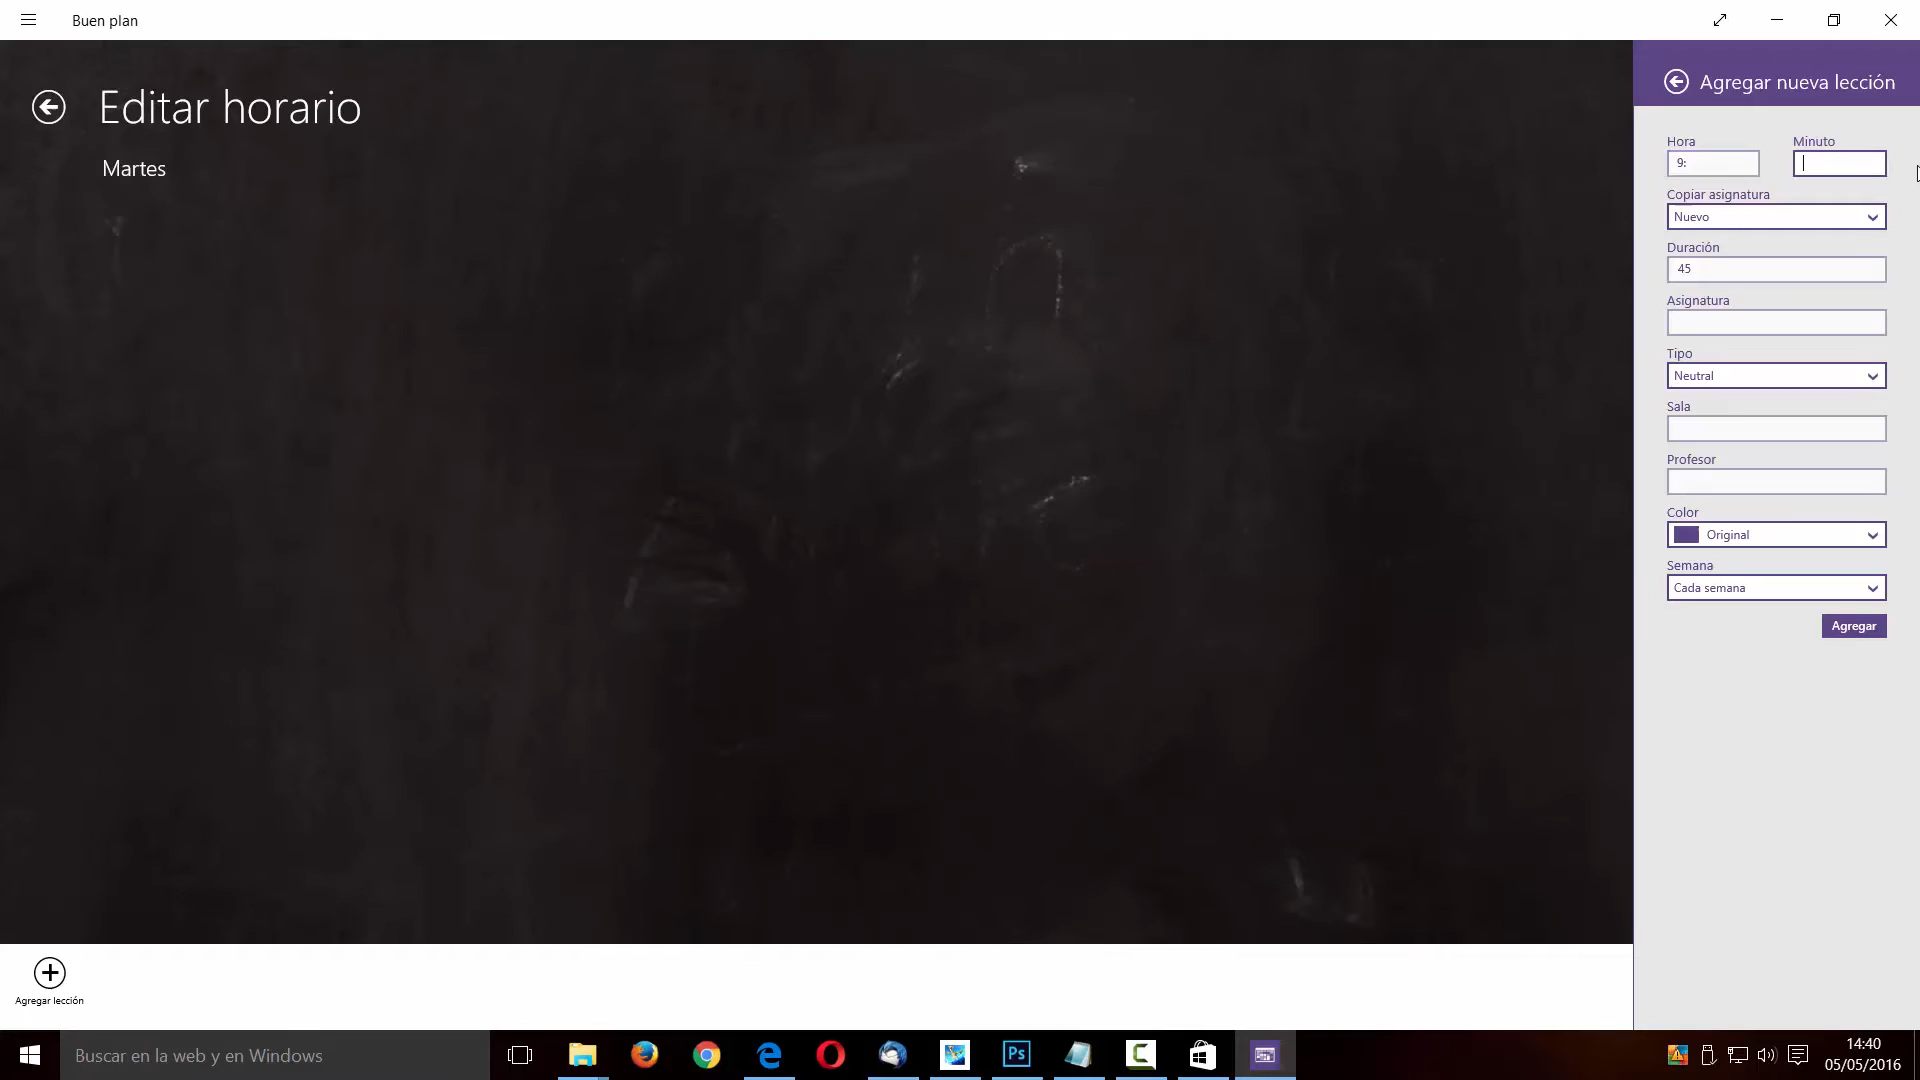 Buen plan
Editar horario
Martes
Agregar nueva lección
Hora
Minuto
9:
Copiar asignatura
Nuevo
Duración
45
Asignatura
Tipo
Neutral
Sala
Profesor
Color
Original
Semana
Cada semana
Agregar
Agregar lección
Buscar en la web y en Windows
Ps
14:40
05/05/2016